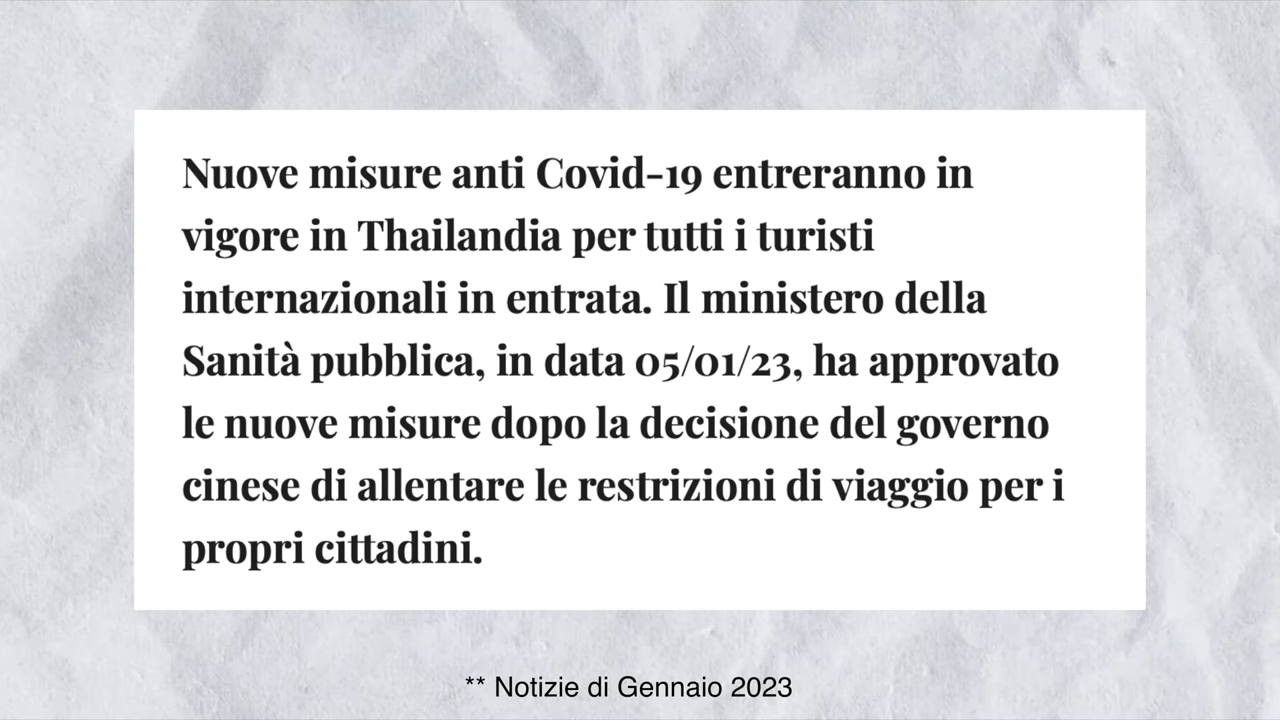 Nuove misure anti Covid-19 entreranno in
vigore in Thailandia per tutti i turisti
internazionali in entrata. Il ministero della
Sanità pubblica, in data 05/01/23, ha approvato
le nuove misure dopo la decisione del governo
cinese di allentare le restrizioni di viaggio per i
propri cittadini.
** Notizie di Gennaio 2023